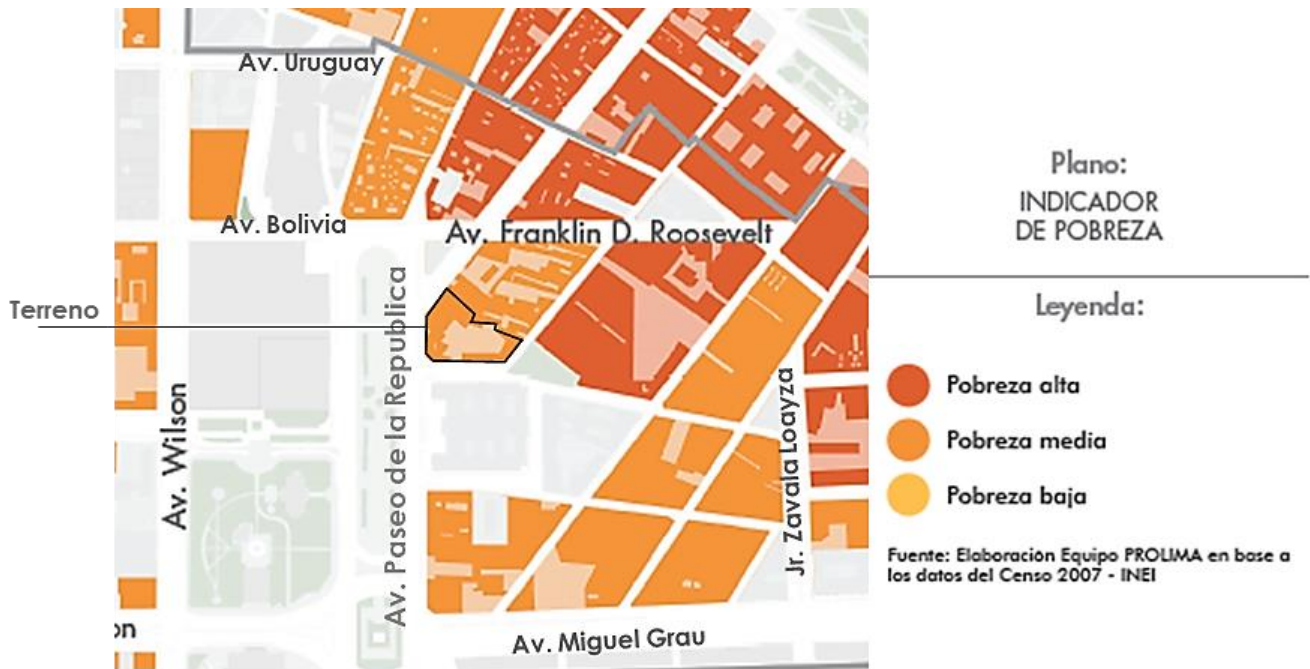 Av. Uruguay
Av. Bolivia
Av. Franklin D. Roosevelt
Terreno
Av. Wilson
Av. Paseo de la Republica
Jr. Zavala Loayza
on
Av. Miguel Grau
Plano:
INDICADOR
DE POBREZA
Leyenda:
Pobreza alta
Pobreza media
Pobreza baja
Fuente: Elaboración Equipo PROLIMA en base a
los datos del Censo 2007 - INEI